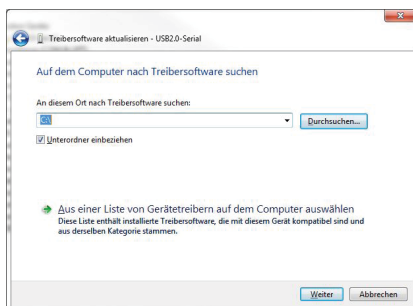 Treibersoftware aktualisieren - USB2.0-Serial
Auf dem Computer nach Treibersoftware suchen
An diesem Ort nach Treibersoftware suchen:
C:\
Durchsuchen...
Unterordner einbeziehen
Aus einer Liste von Gerätetreibern auf dem Computer auswählen
Diese Liste enthält installierte Treibersoftware, die mit diesem Gerät kompatibel sind und
aus derselben Kategorie stammen.
Weiter
Abbrechen